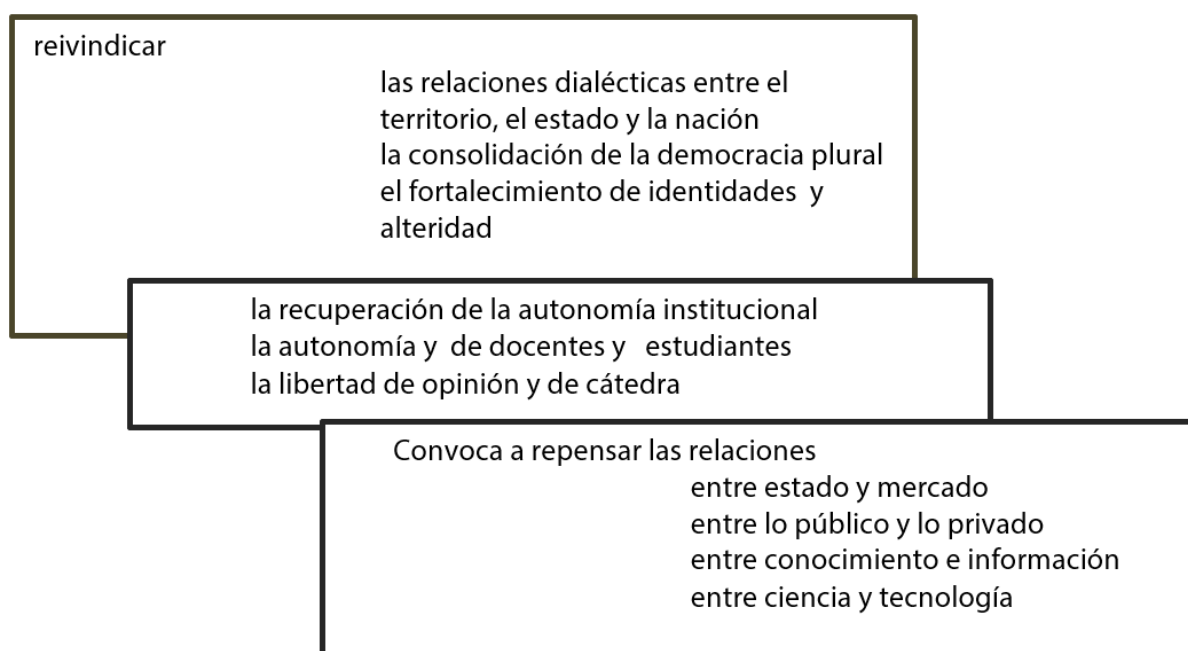 reivindicar
las relaciones dialécticas entre el
territorio, el estado y la nación
la consolidación de la democracia plural
el fortalecimiento de identidades  y
alteridad
la recuperación de la autonomía institucional
la autonomía y  de docentes y   estudiantes
la libertad de opinión y de cátedra
Convoca a repensar las relaciones
entre estado y mercado
entre lo público y lo privado
entre conocimiento e información
entre ciencia y tecnología